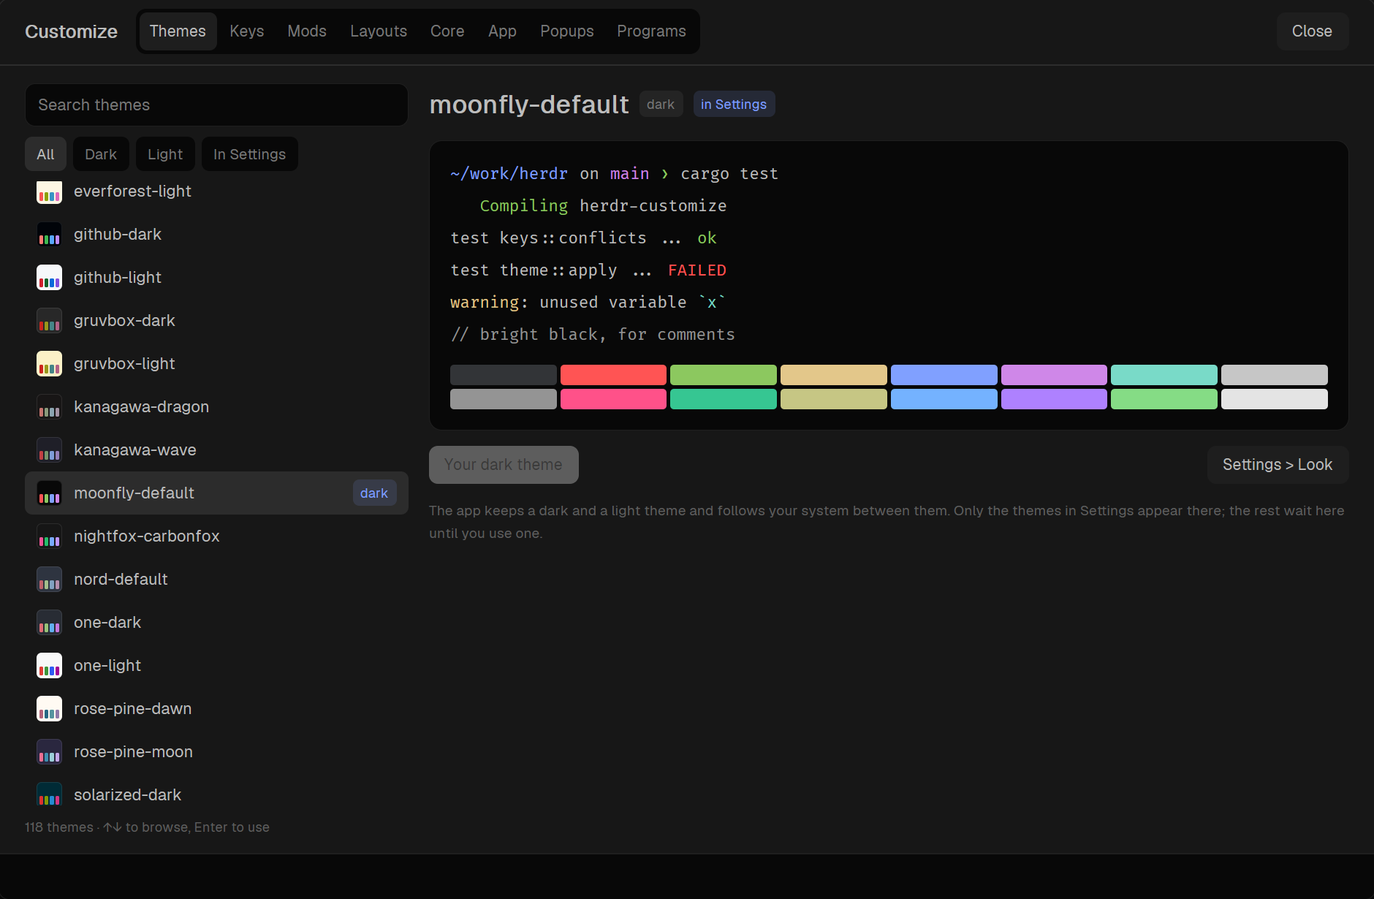 Customize
Themes Keys Mods Layouts Core App Popups Programs
Close
Search themes
All Dark Light In Settings
everforest-light
github-dark
github-light
gruvbox-dark
gruvbox-light
kanagawa-dragon
kanagawa-wave
moonfly-default dark
nightfox-carbonfox
nord-default
one-dark
one-light
rose-pine-dawn
rose-pine-moon
solarized-dark
118 themes · ↑↓ to browse, Enter to use
moonfly-default dark in Settings
~/work/herdr on main ❯ cargo test
Compiling herdr-customize
test keys::conflicts ... ok
test theme::apply ... FAILED
warning: unused variable `x`
// bright black, for comments
Your dark theme
Settings > Look
The app keeps a dark and a light theme and follows your system between them. Only the themes in Settings appear there; the rest wait here
until you use one.